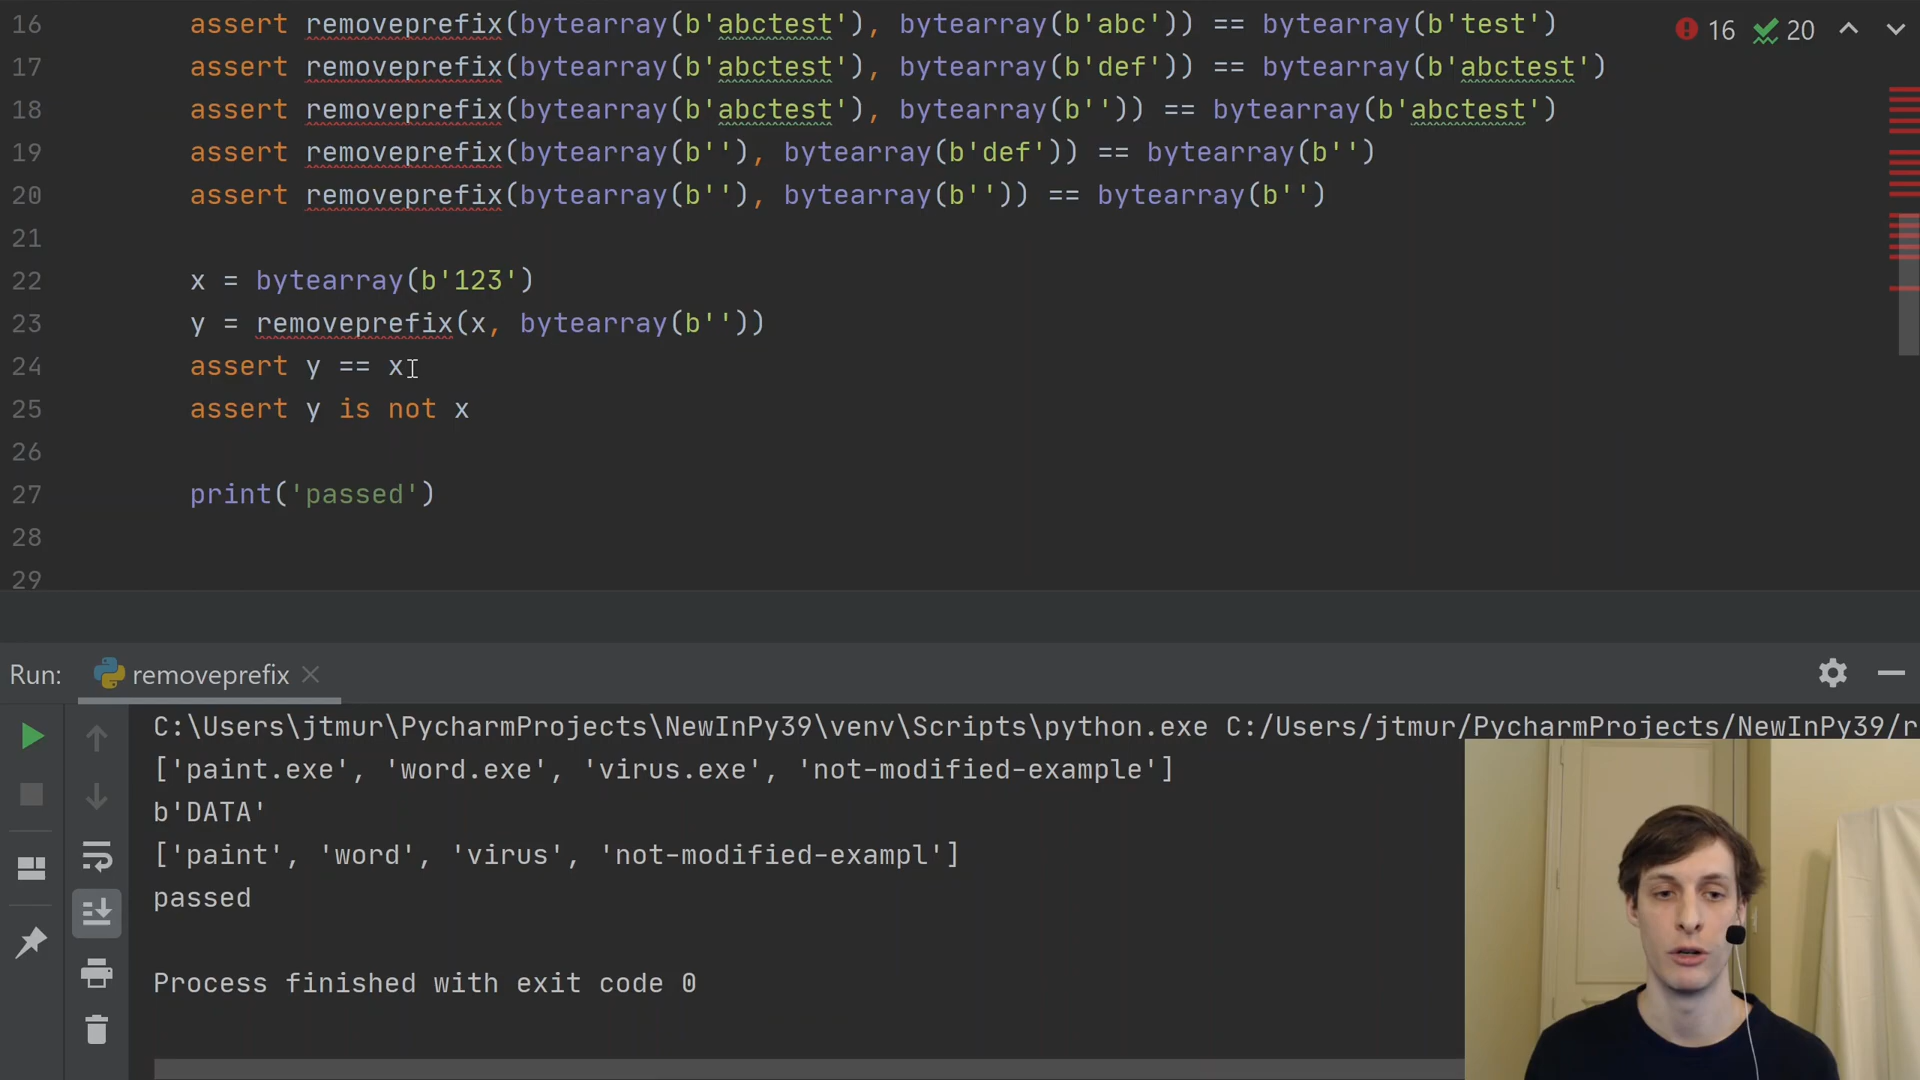 16 assert removeprefix(bytearray(b'abctest'), bytearray(b'abc')) == bytearray(b'test')
17 assert removeprefix(bytearray(b'abctest'), bytearray(b'def')) == bytearray(b'abctest')
18 assert removeprefix(bytearray(b'abctest'), bytearray(b'')) == bytearray(b'abctest')
19 assert removeprefix(bytearray(b''), bytearray(b'def')) == bytearray(b'')
20 assert removeprefix(bytearray(b''), bytearray(b'')) == bytearray(b'')
21
22 x = bytearray(b'123')
23 y = removeprefix(x, bytearray(b''))
24 assert y == x
25 assert y is not x
26
27 print('passed')
28
29
16 20
Run: removeprefix
C:\Users\jtmur\PycharmProjects\NewInPy39\venv\Scripts\python.exe C:/Users/jtmur/PycharmProjects/NewInPy39/r
['paint.exe', 'word.exe', 'virus.exe', 'not-modified-example']
b'DATA'
['paint', 'word', 'virus', 'not-modified-exampl']
passed
Process finished with exit code 0